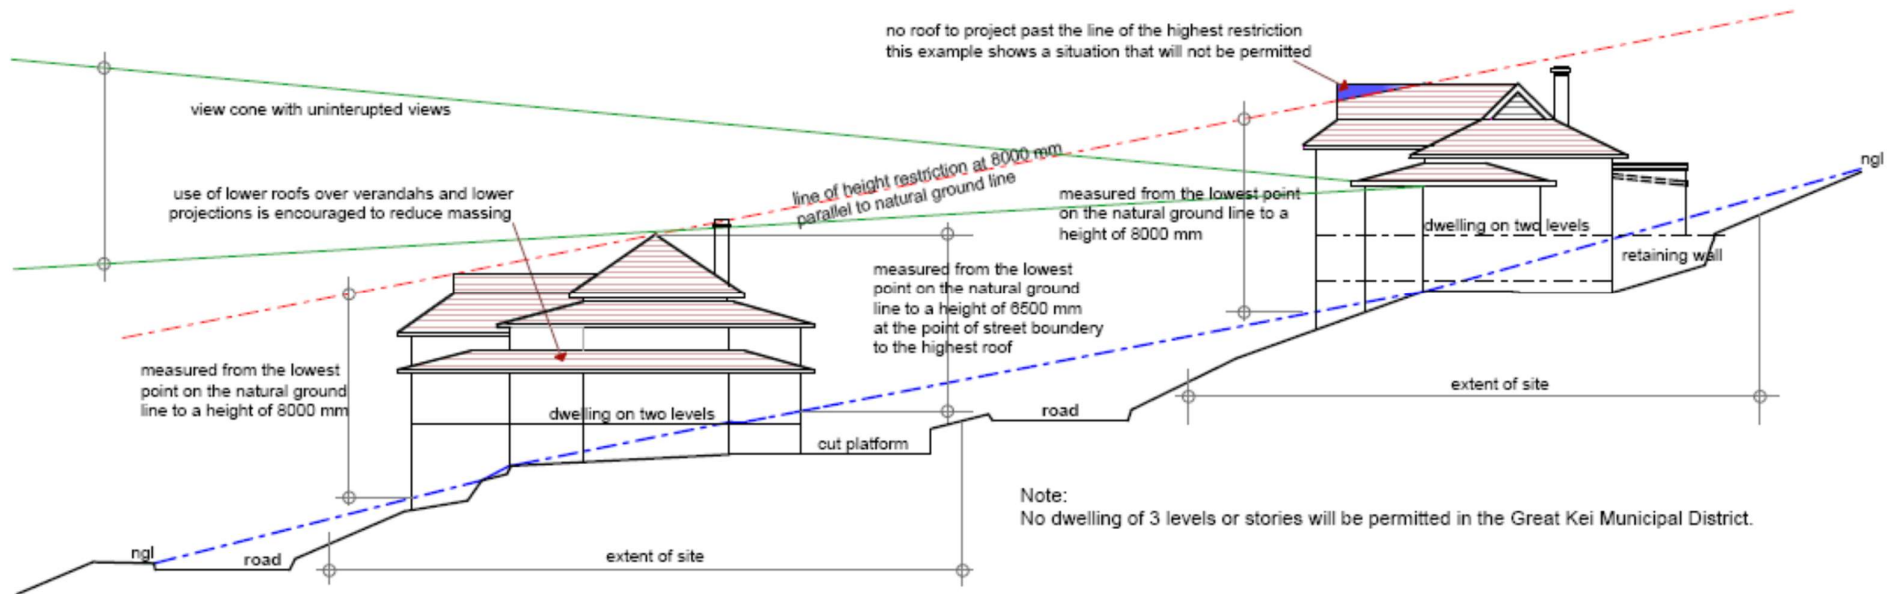 no roof to project past the line of the highest restriction
this example shows a situation that will not be permitted
view cone with uninterupted views
use of lower roofs over verandahs and lower
projections is encouraged to reduce massing
line of height restriction at 8000 mm
parallel to natural ground line
measured from the lowest point
on the natural ground line to a
height of 8000 mm
ngl
dwelling on two levels
retaining wall
measured from the lowest
point on the natural ground
line to a height of 6500 mm
at the point of street boundery
to the highest roof
measured from the lowest
point on the natural ground
line to a height of 8000 mm
dwelling on two levels
cut platform
road
extent of site
Note:
No dwelling of 3 levels or stories will be permitted in the Great Kei Municipal District.
ngl
road
extent of site